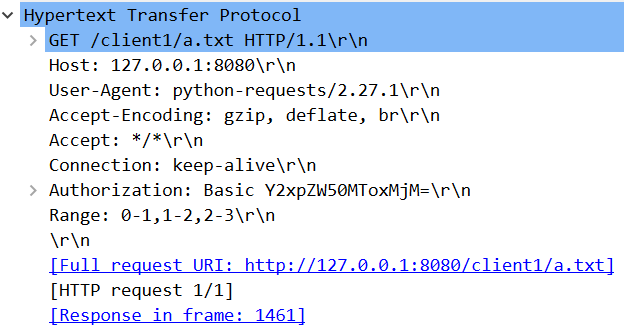 Hypertext Transfer Protocol
GET /client1/a.txt HTTP/1.1\r\n
Host: 127.0.0.1:8080\r\n
User-Agent: python-requests/2.27.1\r\n
Accept-Encoding: gzip, deflate, br\r\n
Accept: */*\r\n
Connection: keep-alive\r\n
Authorization: Basic Y2xpZW50MToxMjM=\r\n
Range: 0-1,1-2,2-3\r\n
\r\n
[Full request URI: http://127.0.0.1:8080/client1/a.txt]
[HTTP request 1/1]
[Response in frame: 1461]